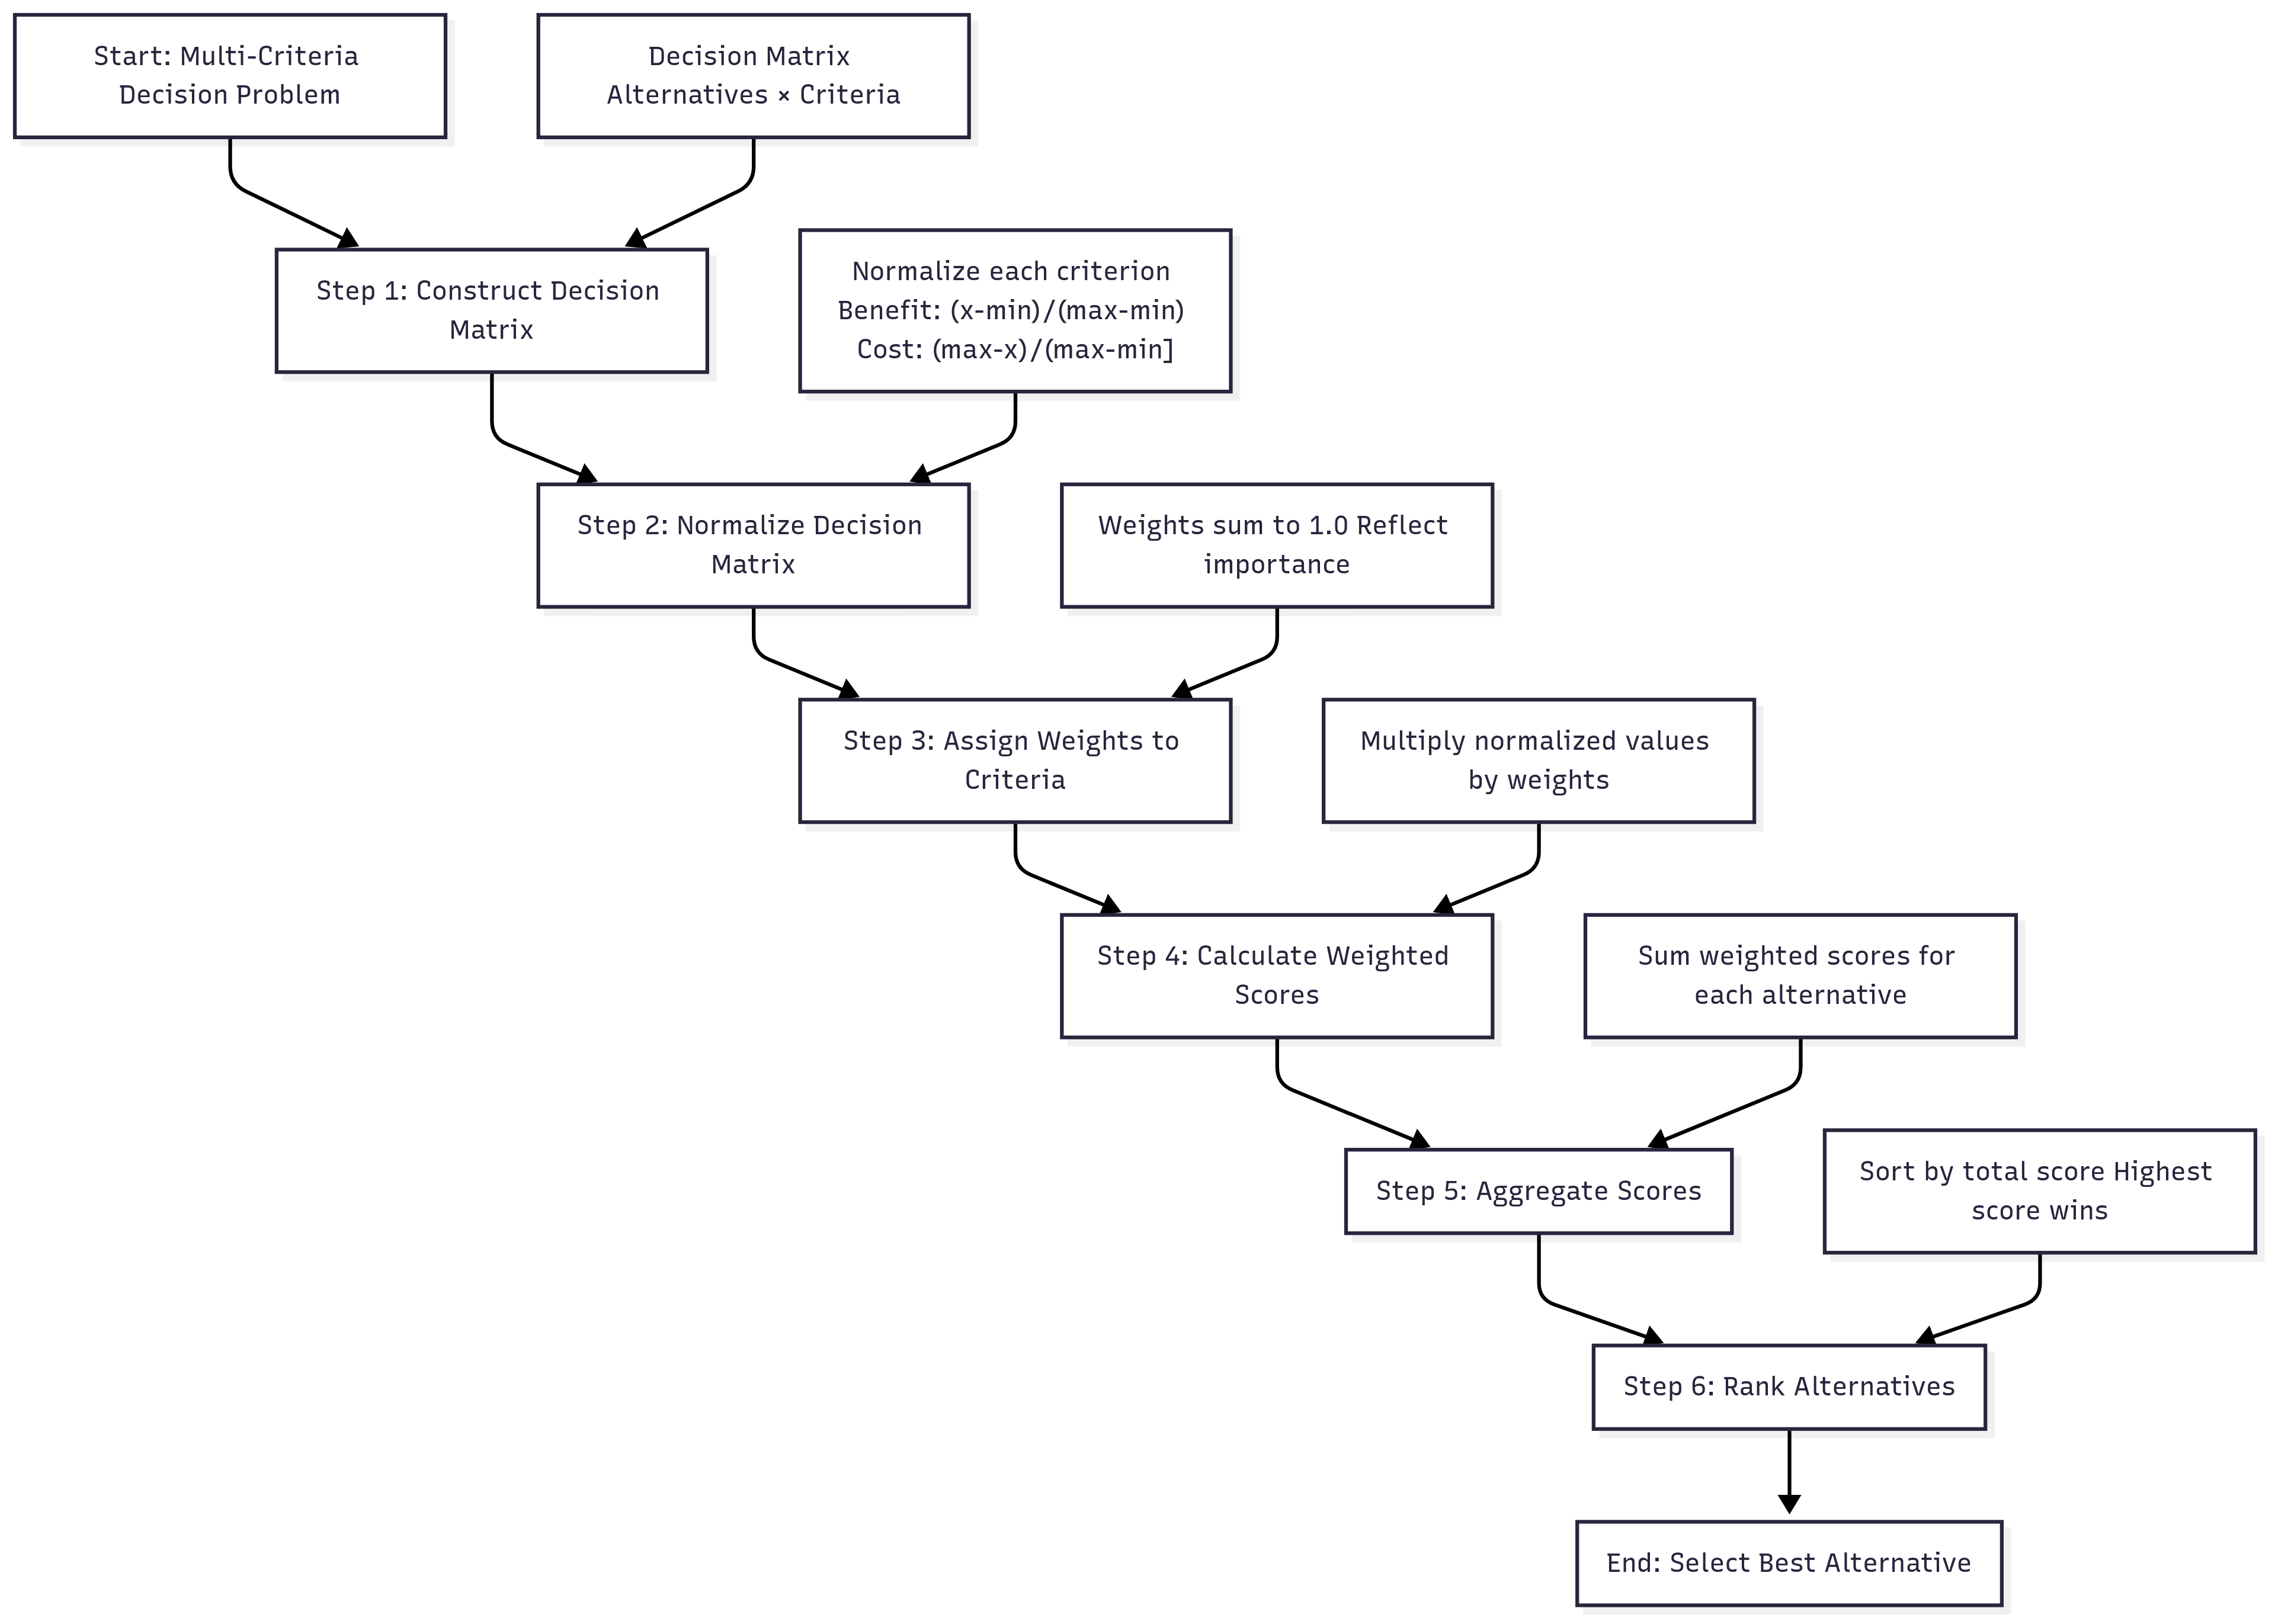 Start: Multi-Criteria
Decision Problem
Decision Matrix
Alternatives × Criteria
Step 1: Construct Decision
Matrix
Normalize each criterion
Benefit: (x-min)/(max-min)
Cost: (max-x)/(max-min]
Step 2: Normalize Decision
Matrix
Weights sum to 1.0 Reflect
importance
Step 3: Assign Weights to
Criteria
Multiply normalized values
by weights
Step 4: Calculate Weighted
Scores
Sum weighted scores for
each alternative
Step 5: Aggregate Scores
Sort by total score Highest
score wins
Step 6: Rank Alternatives
End: Select Best Alternative